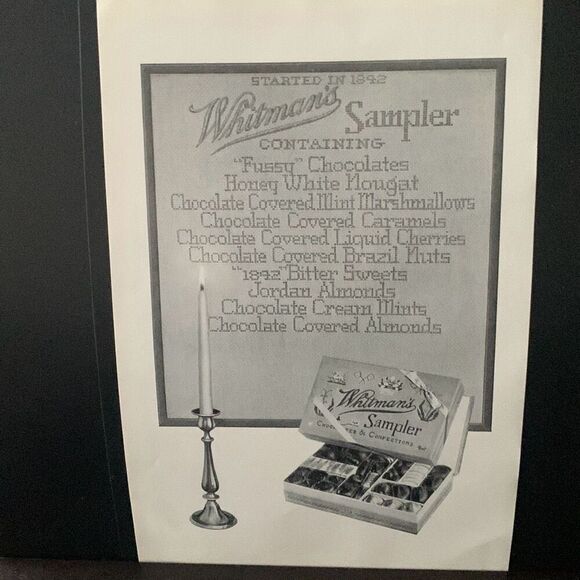 STARTED IN 1842
Whitman's Sampler
CONTAINING
"Fussy" Chocolates
Honey White Nougat
Chocolate Covered Mint Marshmallows
Chocolate Covered Caramels
Chocolate Covered Liquid Cherries
Chocolate Covered Brazil Nuts
"1842" Bitter Sweets
Jordan Almonds
Chocolate Cream Mints
Chocolate Covered Almonds
Whitman's
Sampler
CHOCOLATES & CONFECTIONS